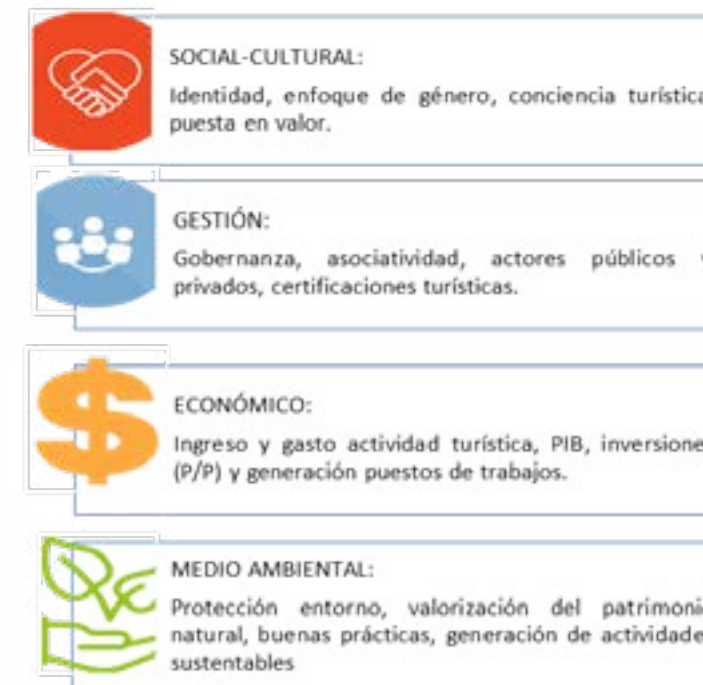 SOCIAL-CULTURAL:
Identidad, enfoque de género, conciencia turística
puesta en valor.
GESTIÓN:
Gobernanza, asociatividad, actores públicos y
privados, certificaciones turísticas.
ECONÓMICO:
Ingreso y gasto actividad turística, PIB, inversione
(P/P) y generación puestos de trabajos.
MEDIO AMBIENTAL:
Protección entorno, valorización del patrimoni
natural, buenas prácticas, generación de actividade
sustentables